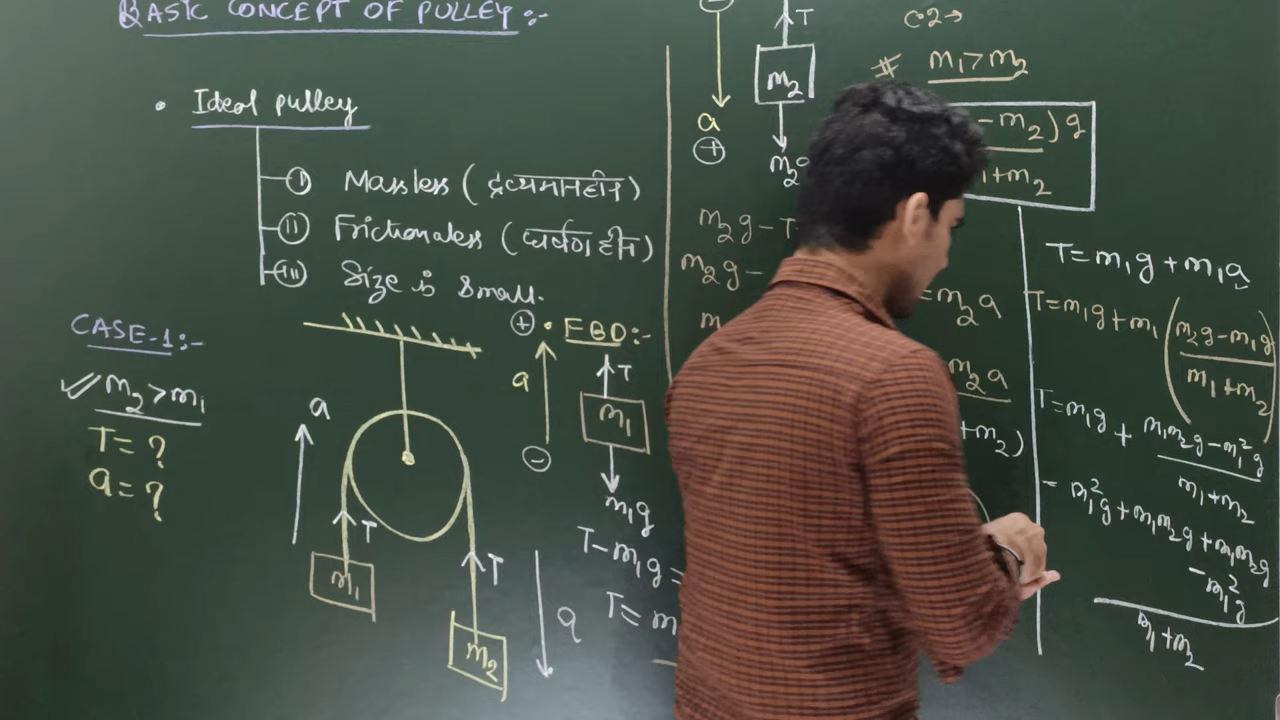 BASIC CONCEPT OF PULLEY:-
• Ideal pulley
(I) Massless (द्रव्यमानहीन)
(II) Frictionless (घर्षणहीन)
(III) Size is small.
CASE-1:-
m₂>m₁
T=?
a=?
a
T
m₁
T
m₂
a
+
a
-
• FBD:-
T
m₁
m₁g
T-m₁g=
T=m
T
m₂
a
+
m₂g-T
m₂g-
=m₂a
m₂a
+m₂)
C-2→
# m₁>m₂
-m₂)g
1+m₂
T=m₁g+m₁a
T=m₁g+m₁(m₂g-m₁g
m₁+m₂)
T=m₁g+m₁m₂g-m₁²g
m₁+m₂
- m₁²g+m₁m₂g+m₁m₂g
-m₁²g
m₁+m₂